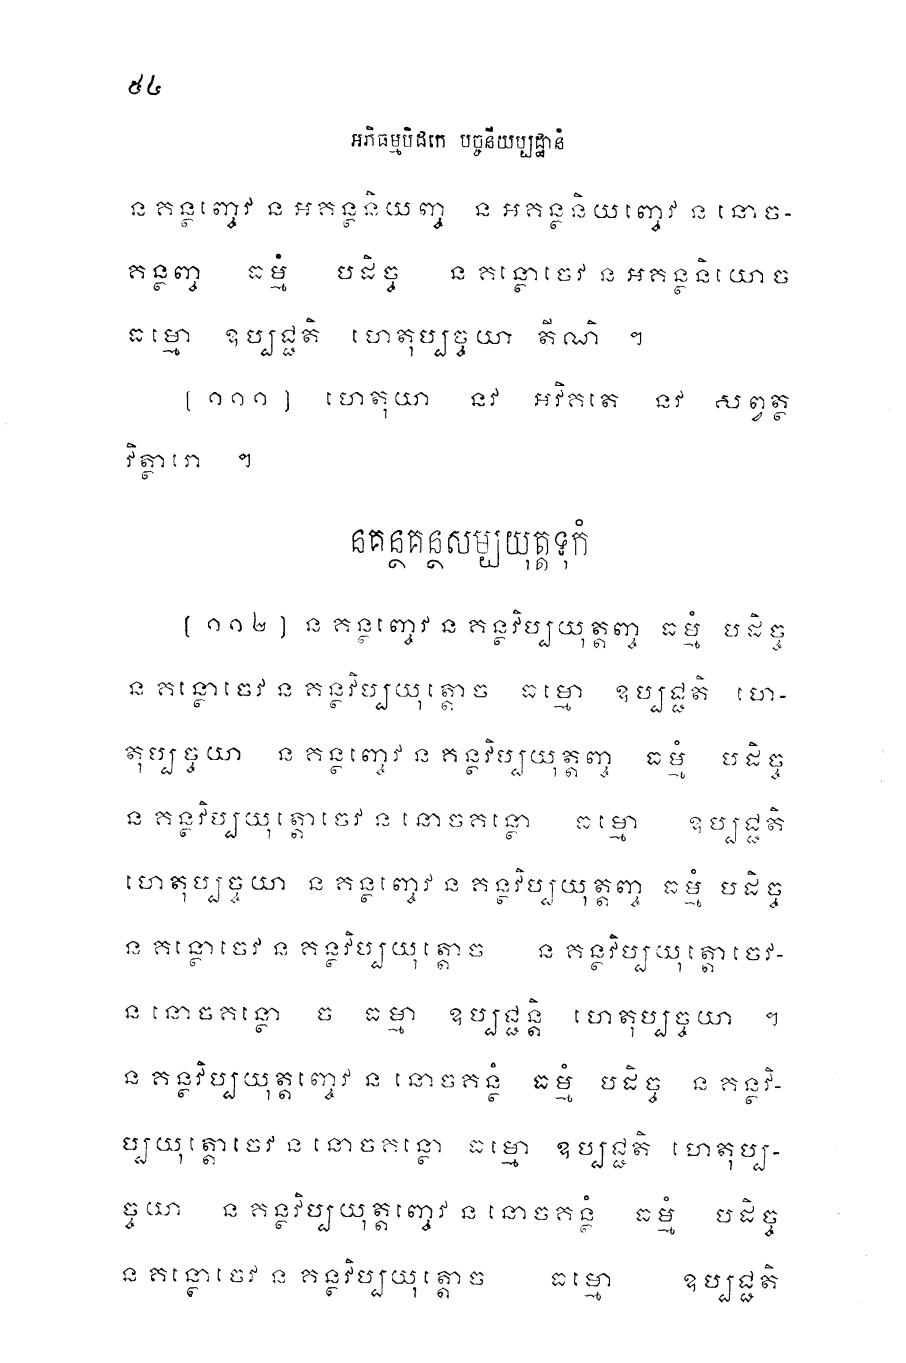 ៥៤
អភិធម្មបិដកេ បច្ចនីយប្បដ្ឋានំ
ន គន្ថញ្ចេវ ន អគន្ថនិយញ្ច ន អគន្ថនិយញ្ចេវ ន នោច-
គន្ថញ្ច ធម្មំ បដិច្ច ន គន្ថោចេវ ន អគន្ថនិយោ ច
ធម្មោ ឧប្បជ្ជតិ ហេតុប្បច្ចយា តីណិ ។
[ ១១១ ] ហេតុយា នវ អវិគតេ នវ សព្វត្ថ
វិត្ថារោ ។
នគន្ថគន្ថសម្បយុត្តទុកំ
[ ១១២ ] ន គន្ថញ្ចេវ ន គន្ថវិប្បយុត្តញ្ច ធម្មំ បដិច្ច
ន គន្ថោចេវ ន គន្ថវិប្បយុត្តោ ច ធម្មោ ឧប្បជ្ជតិ ហេ-
តុប្បច្ចយា ន គន្ថញ្ចេវ ន គន្ថវិប្បយុត្តញ្ច ធម្មំ បដិច្ច
ន គន្ថវិប្បយុត្តោចេវ ន នោចគន្ថោ ធម្មោ ឧប្បជ្ជតិ
ហេតុប្បច្ចយា ន គន្ថញ្ចេវ ន គន្ថវិប្បយុត្តញ្ច ធម្មំ បដិច្ច
ន គន្ថោចេវ ន គន្ថវិប្បយុត្តោ ច ន គន្ថវិប្បយុត្តោចេវ-
ន នោចគន្ថោ ច ធម្មា ឧប្បជ្ជន្តិ ហេតុប្បច្ចយា ។
ន គន្ថវិប្បយុត្តញ្ចេវ ន នោចគន្ថំ ធម្មំ បដិច្ច ន គន្ថវិ-
ប្បយុត្តោចេវ ន នោចគន្ថោ ធម្មោ ឧប្បជ្ជតិ ហេតុប្ប-
ច្ចយា ន គន្ថវិប្បយុត្តញ្ចេវ ន នោចគន្ថំ ធម្មំ បដិច្ច
ន គន្ថោចេវ ន គន្ថវិប្បយុត្តោ ច ធម្មោ ឧប្បជ្ជតិ